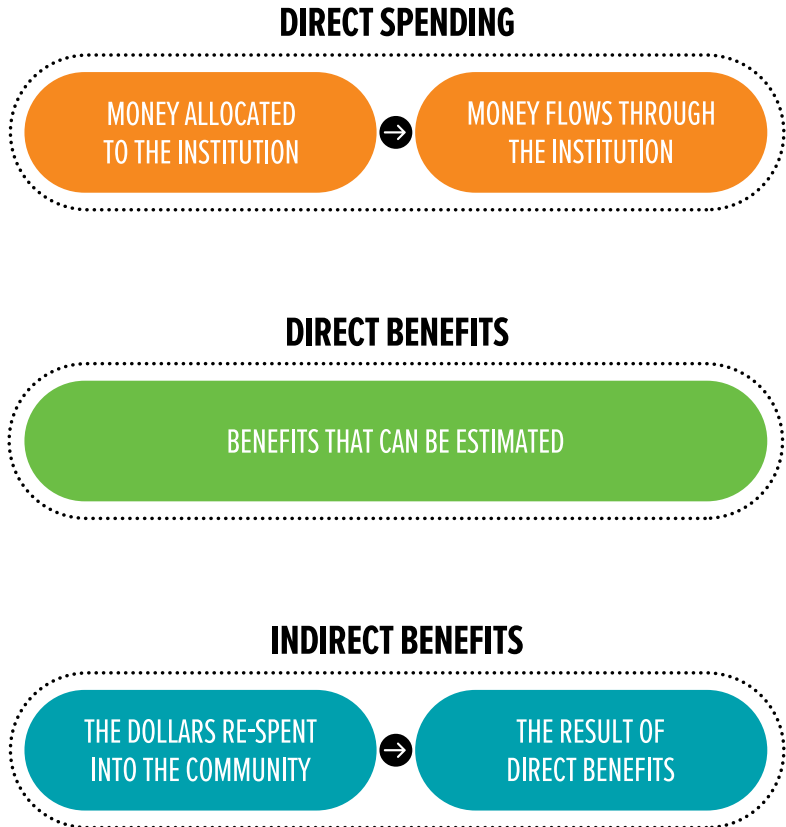 DIRECT SPENDING
MONEY ALLOCATED
TO THE INSTITUTION
MONEY FLOWS THROUGH
THE INSTITUTION
DIRECT BENEFITS
BENEFITS THAT CAN BE ESTIMATED
INDIRECT BENEFITS
THE DOLLARS RE-SPENT
INTO THE COMMUNITY
THE RESULT OF
DIRECT BENEFITS